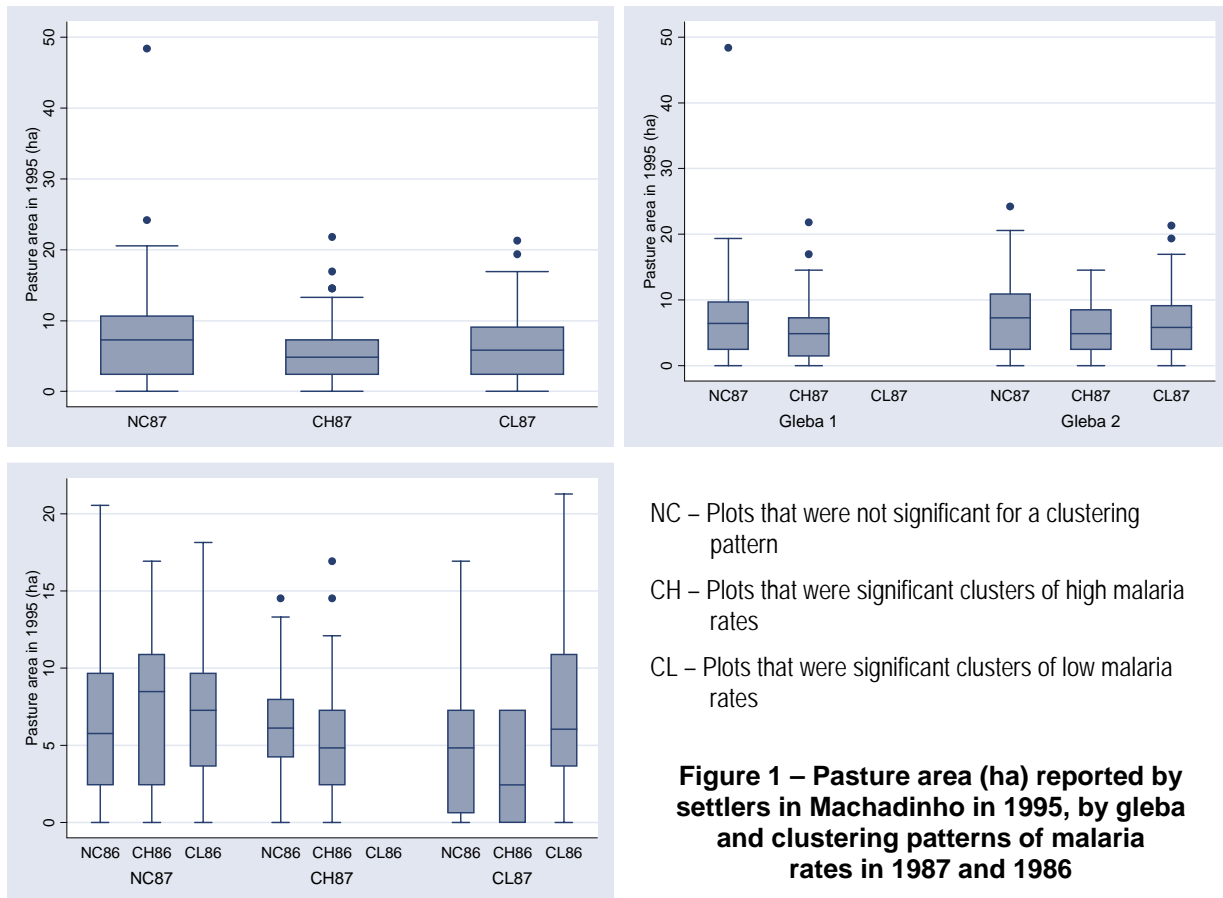 Pasture area in 1995 (ha)
50
40
30
20
10
0
NC87 CH87 CL87
Pasture area in 1995 (ha)
50
40
30
20
10
0
NC87 CH87 CL87 NC87 CH87 CL87
Gleba 1 Gleba 2
Pasture area in 1995 (ha)
20
15
10
5
0
NC86 CH86 CL86 NC86 CH86 CL86 NC86 CH86 CL86
NC87 CH87 CL87
NC – Plots that were not significant for a clustering
pattern
CH – Plots that were significant clusters of high malaria
rates
CL – Plots that were significant clusters of low malaria
rates
Figure 1 – Pasture area (ha) reported by
settlers in Machadinho in 1995, by gleba
and clustering patterns of malaria
rates in 1987 and 1986